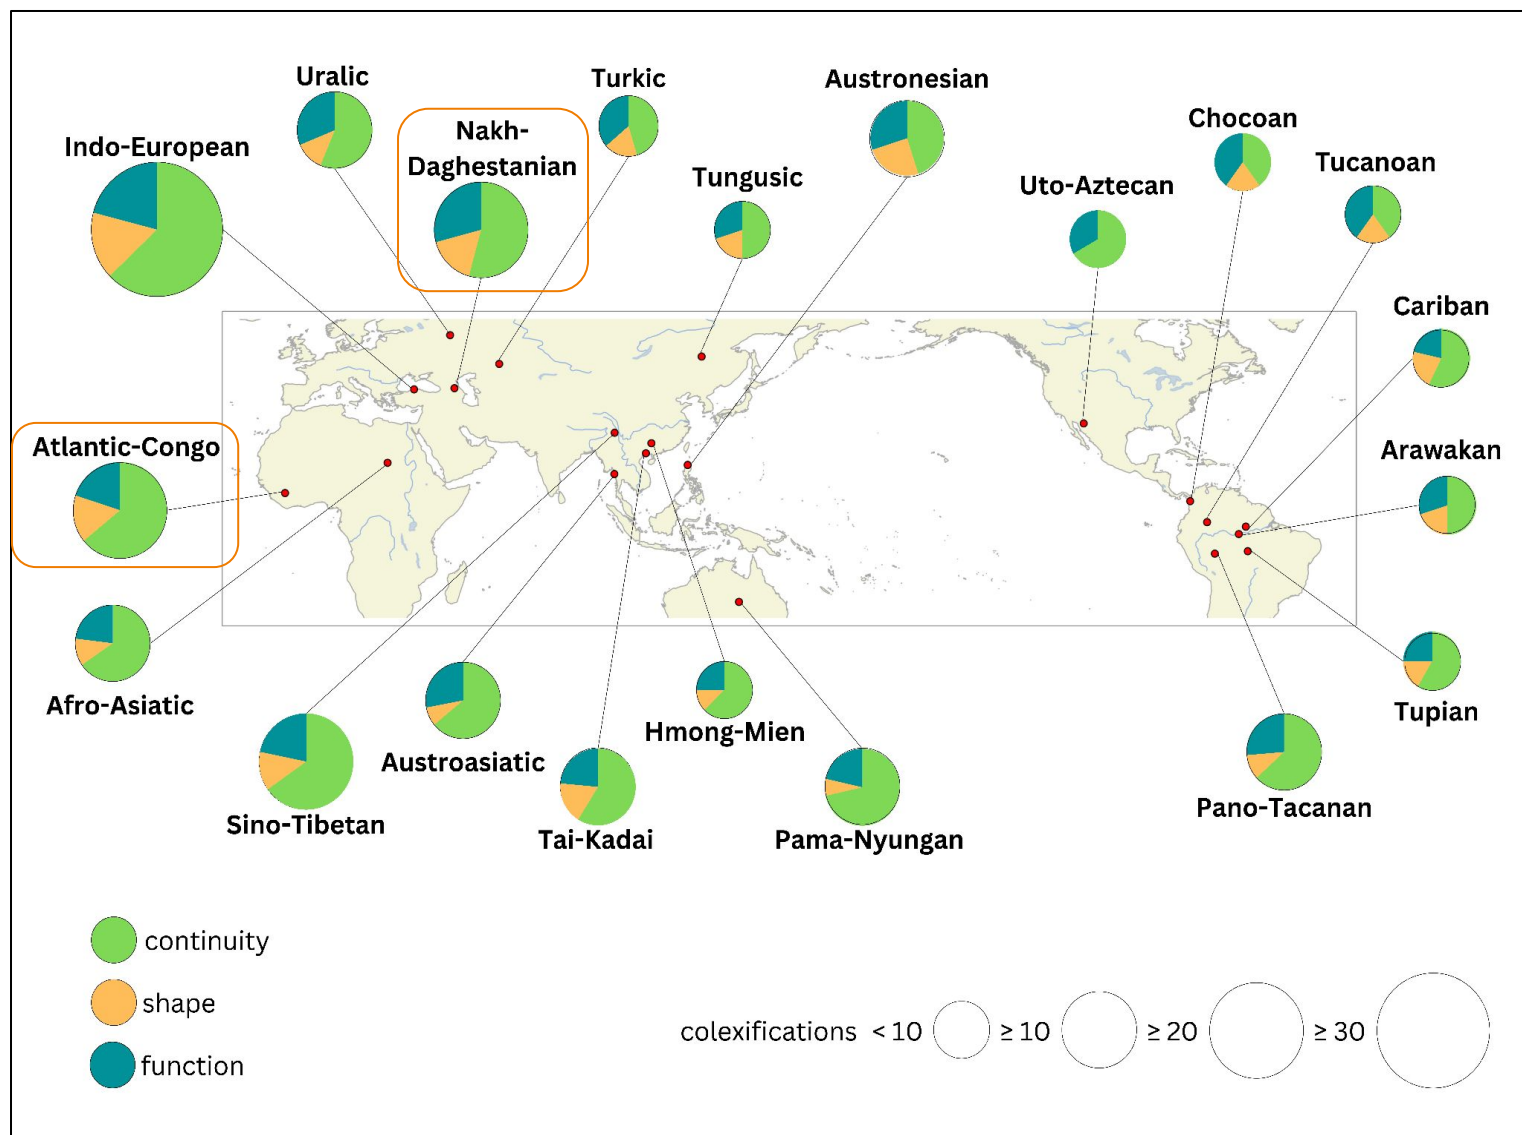 Uralic
Turkic
Austronesian
Chocoan
Nakh-
Daghestanian
Indo-European
Tucanoan
Tungusic
Uto-Aztecan
Cariban
Atlantic-Congo
Arawakan
Afro-Asiatic
Tupian
Hmong-Mien
Austroasiatic
Pano-Tacanan
Sino-Tibetan
Tai-Kadai
Pama-Nyungan
continuity
shape
function
colexifications < 10 ≥ 10 ≥ 20 ≥ 30